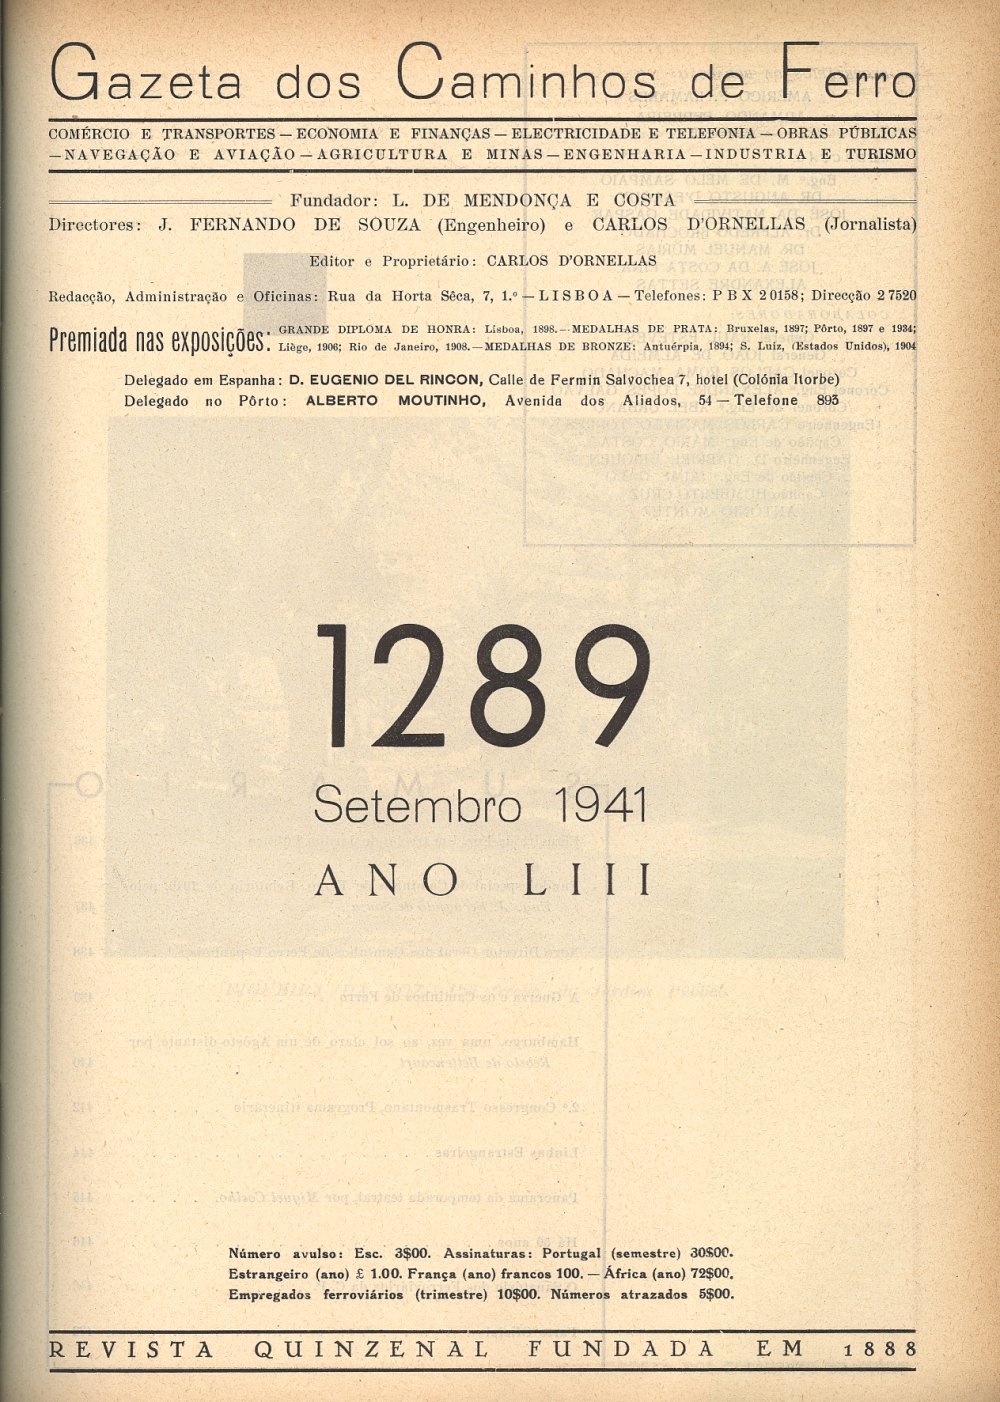 Gazeta dos Caminhos de Ferro
COMÉRCIO E TRANSPORTES — ECONOMIA E FINANÇAS — ELECTRICIDADE E TELEFONIA — OBRAS PÚBLICAS
— NAVEGAÇÃO E AVIAÇÃO — AGRICULTURA E MINAS — ENGENHARIA — INDUSTRIA E TURISMO
Fundador: L. DE MENDONÇA E COSTA
Directores: J. FERNANDO DE SOUZA (Engenheiro) e CARLOS D'ORNELLAS (Jornalista)
Editor e Proprietário: CARLOS D'ORNELLAS
Redacção, Administração e Oficinas: Rua da Horta Sêca, 7, 1.º — LISBOA — Telefones: P B X 20158; Direcção 27520
Premiada nas exposições: GRANDE DIPLOMA DE HONRA: Lisboa, 1898. — MEDALHAS DE PRATA: Bruxelas, 1897; Pôrto, 1897 e 1934;
Liège, 1906; Rio de Janeiro, 1908. — MEDALHAS DE BRONZE: Antuérpia, 1894; S. Luiz, (Estados Unidos), 1904
Delegado em Espanha: D. EUGENIO DEL RINCON, Calle de Fermin Salvochea 7, hotel (Colónia Itorbe)
Delegado no Pôrto: ALBERTO MOUTINHO, Avenida dos Aliados, 54 — Telefone 893
1289
Setembro 1941
ANO LIII
Número avulso: Esc. 3$00. Assinaturas: Portugal (semestre) 30$00.
Estrangeiro (ano) £ 1.00. França (ano) francos 100. — África (ano) 72$00.
Empregados ferroviários (trimestre) 10$00. Números atrazados 5$00.
REVISTA QUINZENAL FUNDADA EM 1888